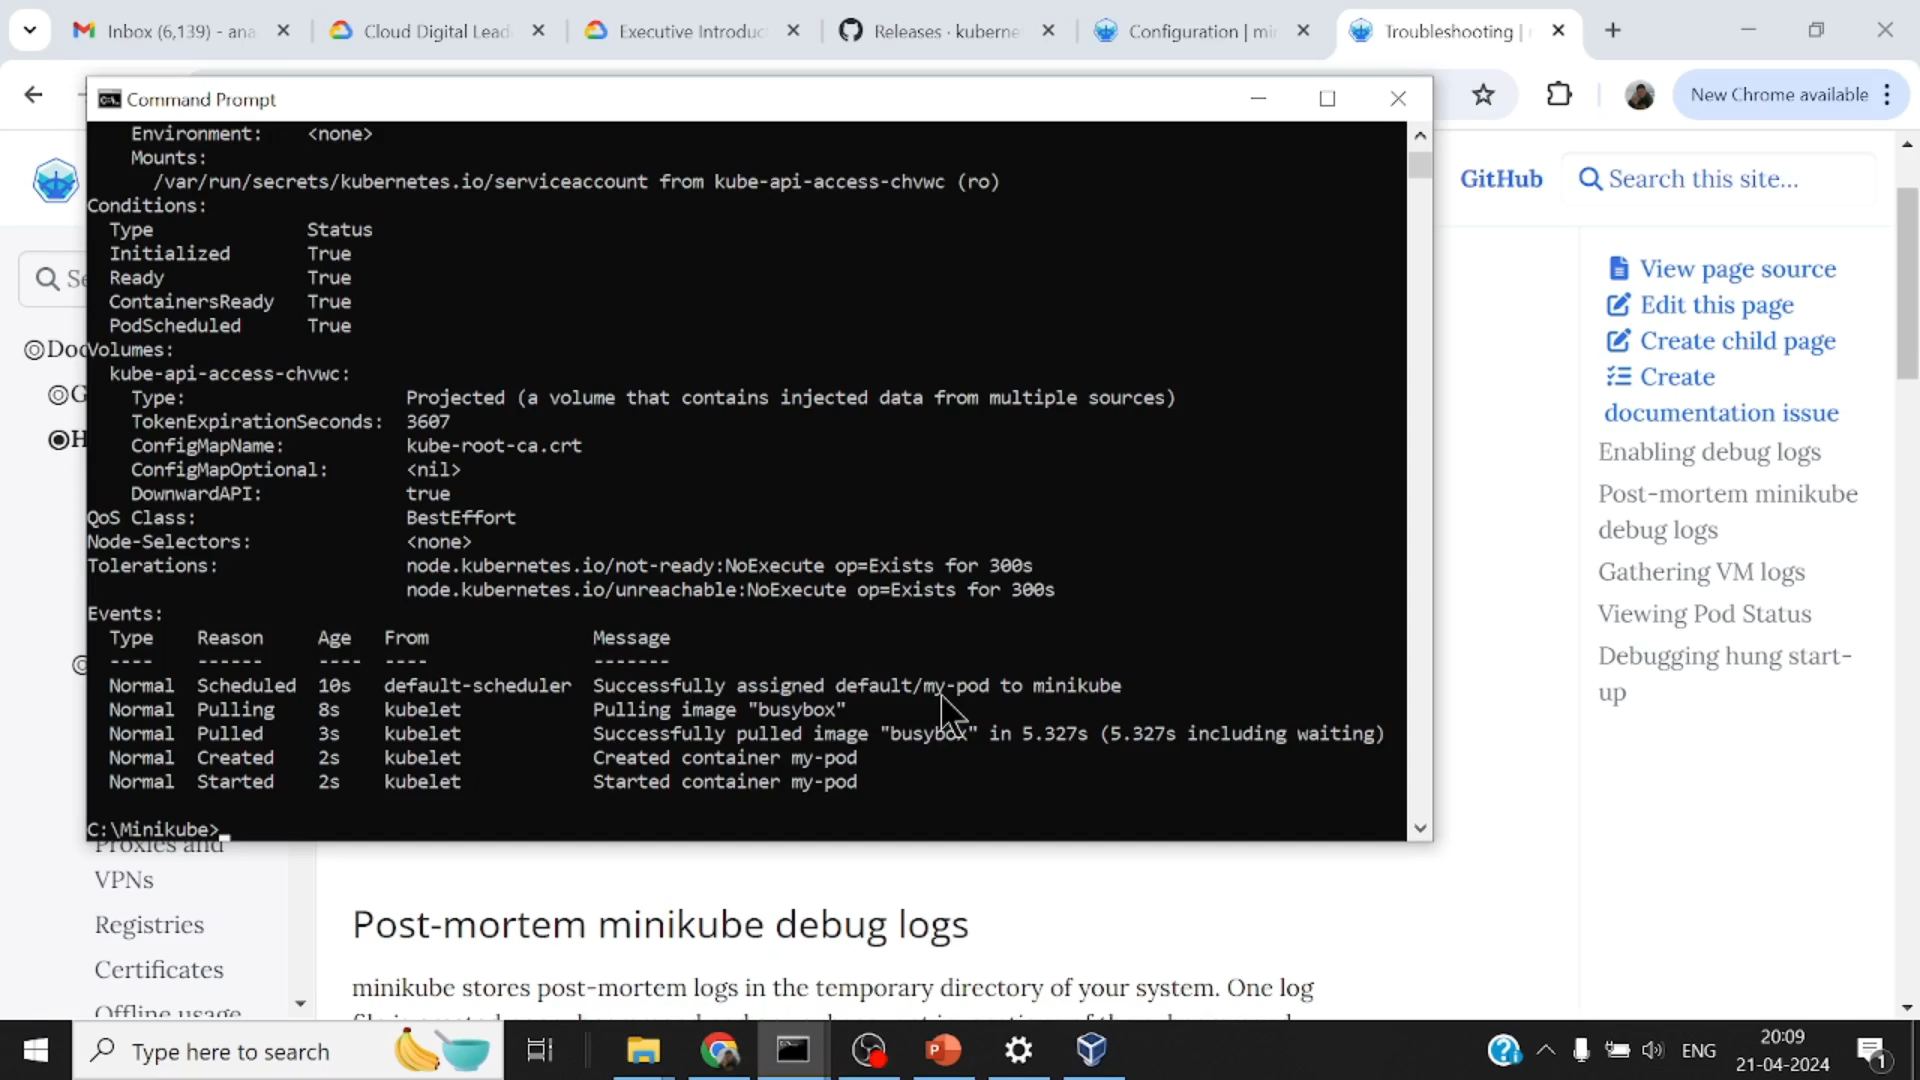 Inbox (6,139) - ana
Cloud Digital Lead
Executive Introduc
Releases · kuberne
Configuration | mi
Troubleshooting |
New Chrome available
Command Prompt
Environment: <none>
Mounts:
/var/run/secrets/kubernetes.io/serviceaccount from kube-api-access-chvwc (ro)
Conditions:
Type Status
Initialized True
Ready True
ContainersReady True
PodScheduled True
Volumes:
kube-api-access-chvwc:
Type: Projected (a volume that contains injected data from multiple sources)
TokenExpirationSeconds: 3607
ConfigMapName: kube-root-ca.crt
ConfigMapOptional: <nil>
DownwardAPI: true
QoS Class: BestEffort
Node-Selectors: <none>
Tolerations: node.kubernetes.io/not-ready:NoExecute op=Exists for 300s
node.kubernetes.io/unreachable:NoExecute op=Exists for 300s
Events:
Type Reason Age From Message
---- ------ ---- ---- -------
Normal Scheduled 10s default-scheduler Successfully assigned default/my-pod to minikube
Normal Pulling 8s kubelet Pulling image "busybox"
Normal Pulled 3s kubelet Successfully pulled image "busybox" in 5.327s (5.327s including waiting)
Normal Created 2s kubelet Created container my-pod
Normal Started 2s kubelet Started container my-pod
C:\Minikube>
GitHub
Search this site...
View page source
Edit this page
Create child page
Create
documentation issue
Enabling debug logs
Post-mortem minikube
debug logs
Gathering VM logs
Viewing Pod Status
Debugging hung start-
up
Proxies and
VPNs
Registries
Certificates
Offline usage
Post-mortem minikube debug logs
minikube stores post-mortem logs in the temporary directory of your system. One log
Type here to search
ENG
20:09
21-04-2024
1